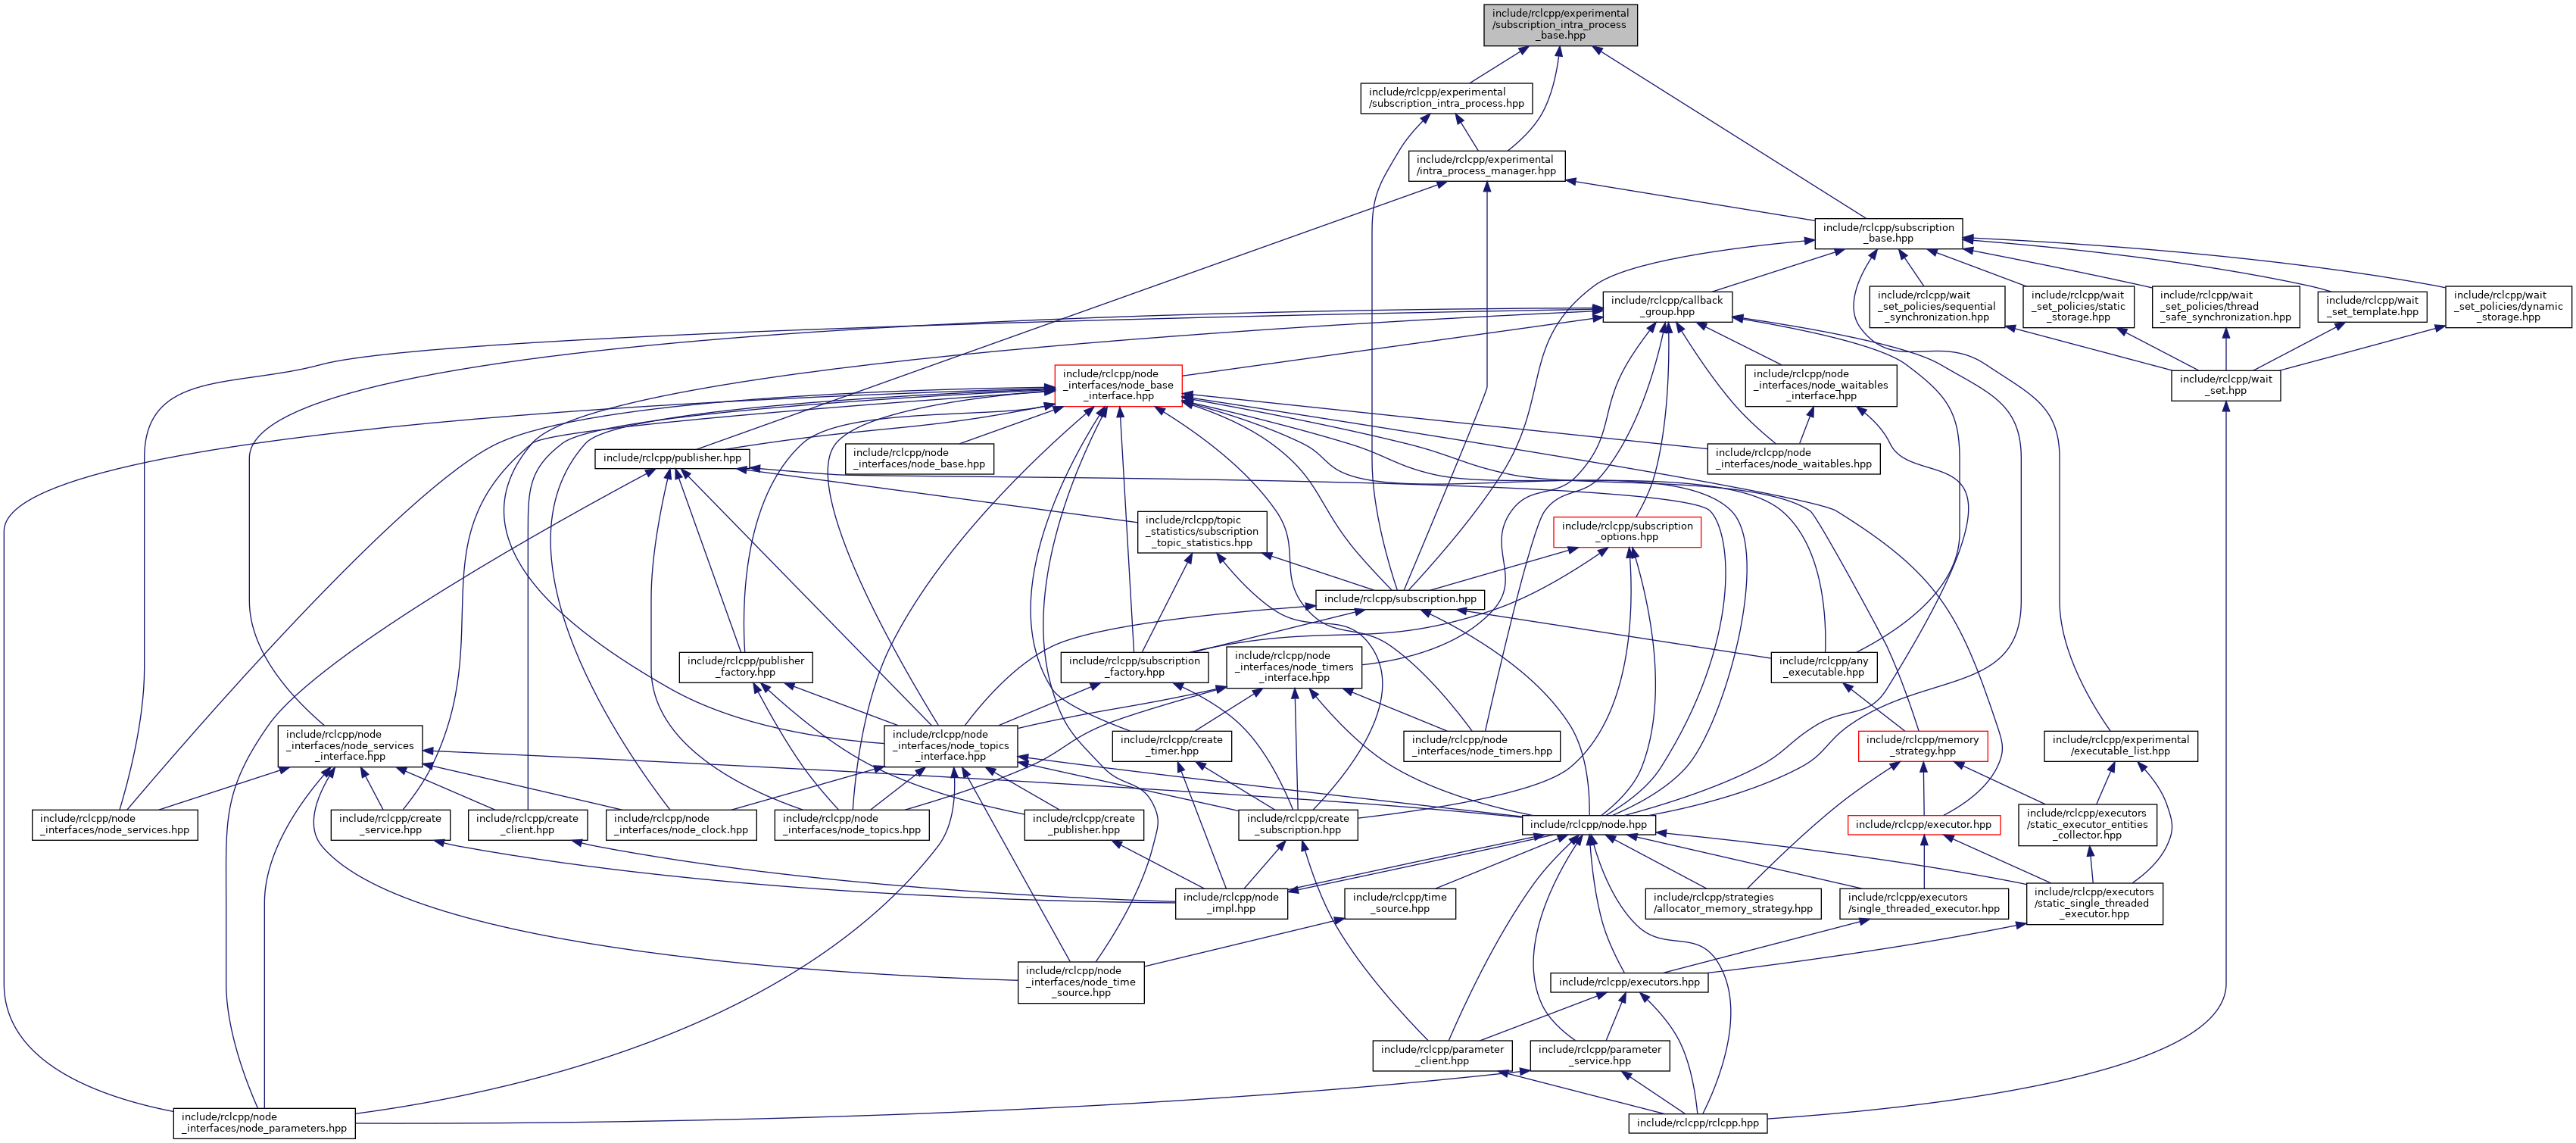 include/rclcpp/experimental
/subscription_intra_process
_base.hpp
include/rclcpp/experimental
/subscription_intra_process.hpp
include/rclcpp/experimental
/intra_process_manager.hpp
include/rclcpp/subscription
_base.hpp
include/rclcpp/callback
_group.hpp
include/rclcpp/wait
_set_policies/sequential
_synchronization.hpp
include/rclcpp/wait
_set_policies/static
_storage.hpp
include/rclcpp/wait
_set_policies/thread
_safe_synchronization.hpp
include/rclcpp/wait
_set_template.hpp
include/rclcpp/wait
_set_policies/dynamic
_storage.hpp
include/rclcpp/node
_interfaces/node_base
_interface.hpp
include/rclcpp/node
_interfaces/node_waitables
_interface.hpp
include/rclcpp/wait
_set.hpp
include/rclcpp/publisher.hpp
include/rclcpp/node
_interfaces/node_base.hpp
include/rclcpp/node
_interfaces/node_waitables.hpp
include/rclcpp/topic
_statistics/subscription
_topic_statistics.hpp
include/rclcpp/subscription
_options.hpp
include/rclcpp/subscription.hpp
include/rclcpp/publisher
_factory.hpp
include/rclcpp/subscription
_factory.hpp
include/rclcpp/node
_interfaces/node_timers
_interface.hpp
include/rclcpp/any
_executable.hpp
include/rclcpp/node
_interfaces/node_services
_interface.hpp
include/rclcpp/node
_interfaces/node_topics
_interface.hpp
include/rclcpp/create
_timer.hpp
include/rclcpp/node
_interfaces/node_timers.hpp
include/rclcpp/memory
_strategy.hpp
include/rclcpp/experimental
/executable_list.hpp
include/rclcpp/node
_interfaces/node_services.hpp
include/rclcpp/create
_service.hpp
include/rclcpp/create
_client.hpp
include/rclcpp/node
_interfaces/node_clock.hpp
include/rclcpp/node
_interfaces/node_topics.hpp
include/rclcpp/create
_publisher.hpp
include/rclcpp/create
_subscription.hpp
include/rclcpp/node.hpp
include/rclcpp/executor.hpp
include/rclcpp/executors
/static_executor_entities
_collector.hpp
include/rclcpp/node
_impl.hpp
include/rclcpp/time
_source.hpp
include/rclcpp/strategies
/allocator_memory_strategy.hpp
include/rclcpp/executors
/single_threaded_executor.hpp
include/rclcpp/executors
/static_single_threaded
_executor.hpp
include/rclcpp/node
_interfaces/node_time
_source.hpp
include/rclcpp/executors.hpp
include/rclcpp/parameter
_client.hpp
include/rclcpp/parameter
_service.hpp
include/rclcpp/node
_interfaces/node_parameters.hpp
include/rclcpp/rclcpp.hpp